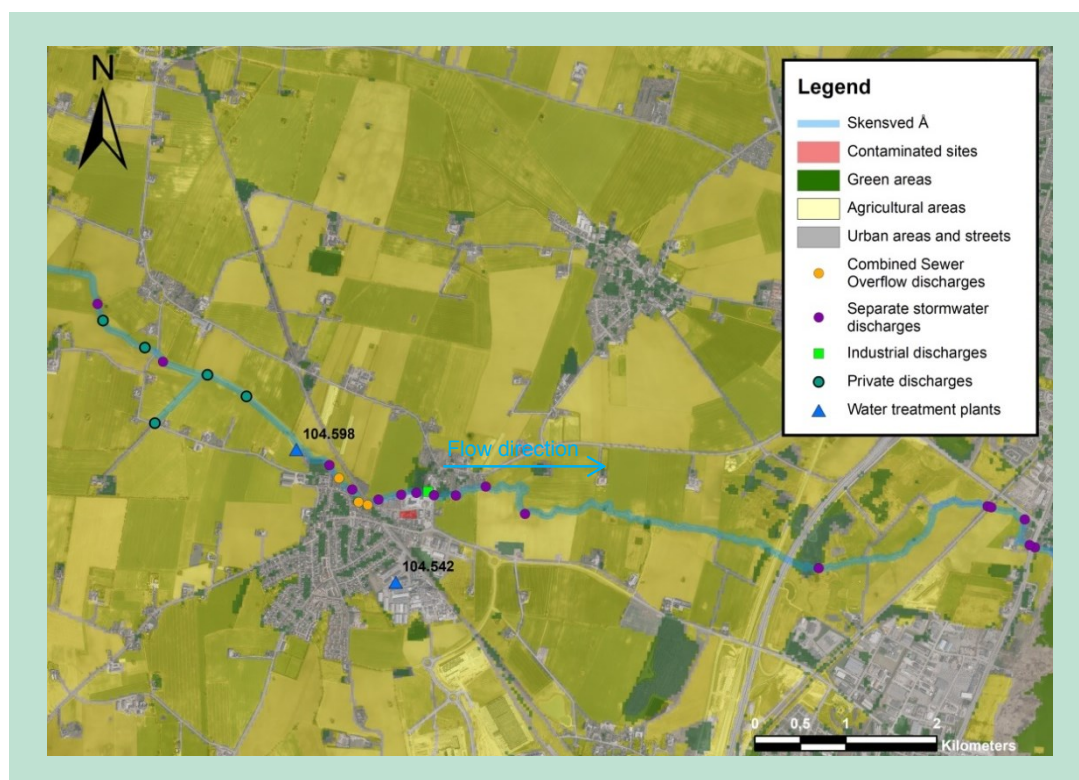 N
Legend
Skensved Å
Contaminated sites
Green areas
Agricultural areas
Urban areas and streets
Combined Sewer
Overflow discharges
Separate stormwater
discharges
Industrial discharges
Private discharges
Water treatment plants
104.598
Flow direction
104.542
0 0,5 1 2
Kilometers